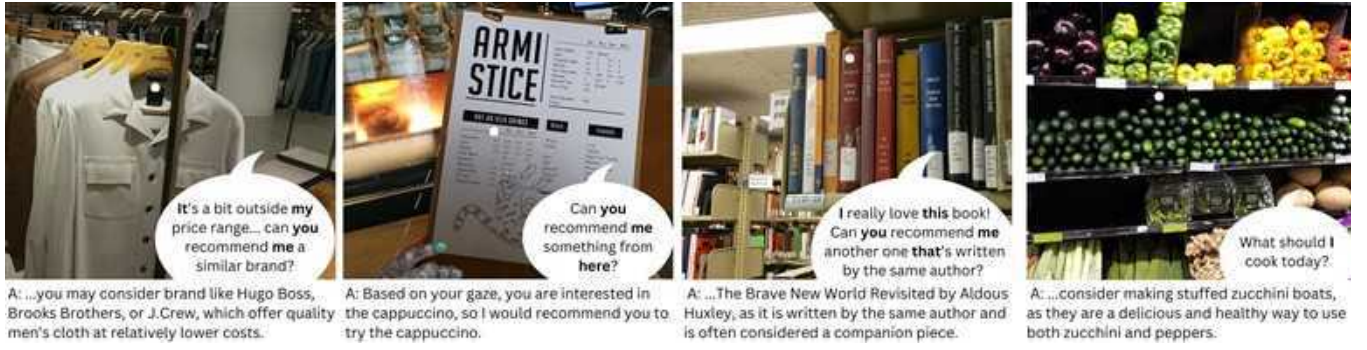 It's a bit outside my
price range... can you
recommend me a
similar brand?
A: ...you may consider brand like Hugo Boss,
Brooks Brothers, or J.Crew, which offer quality
men's cloth at relatively lower costs.
ARMI
STICE
HOT OR ICED DRINKS
Can you
recommend me
something from
here?
A: Based on your gaze, you are interested in
the cappuccino, so I would recommend you to
try the cappuccino.
I really love this book!
Can you recommend me
another one that's written
by the same author?
A: ...The Brave New World Revisited by Aldous
Huxley, as it is written by the same author and
is often considered a companion piece.
What should I
cook today?
A: ...consider making stuffed zucchini boats,
as they are a delicious and healthy way to use
both zucchini and peppers.